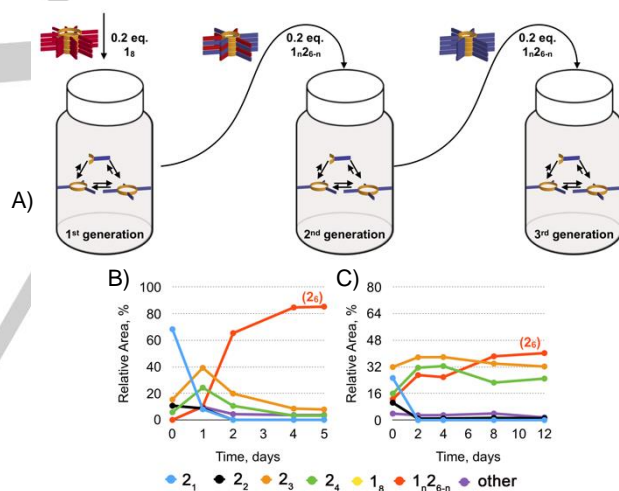 0.2 eq.
1₈
0.2 eq.
1ₙ2₆₋ₙ
0.2 eq.
1ₙ2₆₋ₙ
A)
1ˢᵗ generation
2ⁿᵈ generation
3ʳᵈ generation
B)
C)
Relative Area, %
100
80
60
40
20
0
(2₆)
0 1 2 3 4 5
Time, days
Relative Area, %
80
64
48
32
16
0
(2₆)
0 2 4 6 8 10 12
Time, days
2₁ 2₂ 2₃ 2₄ 1₈ 1ₙ2₆₋ₙ other